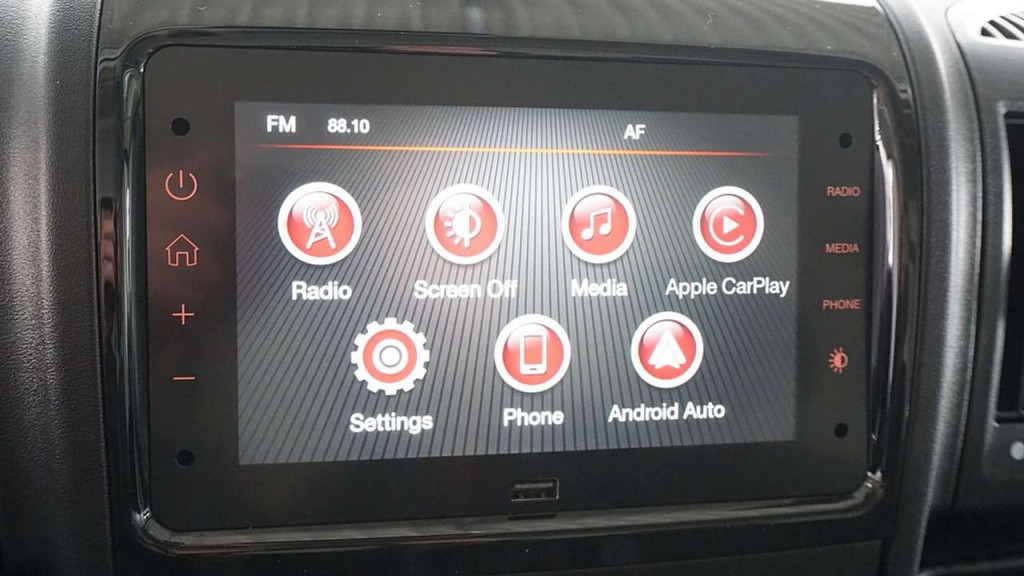 FM 88.10 AF
RADIO
Radio Screen Off Media Apple CarPlay
MEDIA
PHONE
Settings Phone Android Auto